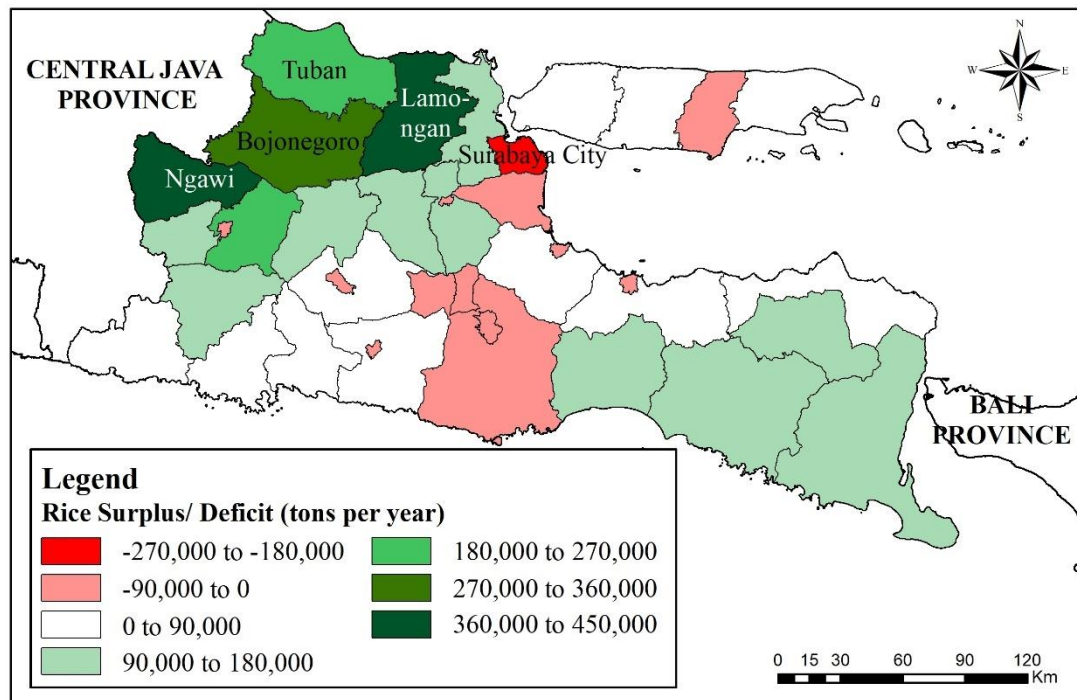 N
W
E
S
CENTRAL JAVA
PROVINCE
Tuban
Lamo-
ngan
Bojonegoro
Surabaya City
Ngawi
BALI
PROVINCE
Legend
Rice Surplus/ Deficit (tons per year)
-270,000 to -180,000
-90,000 to 0
0 to 90,000
90,000 to 180,000
180,000 to 270,000
270,000 to 360,000
360,000 to 450,000
0 15 30 60 90 120
Km